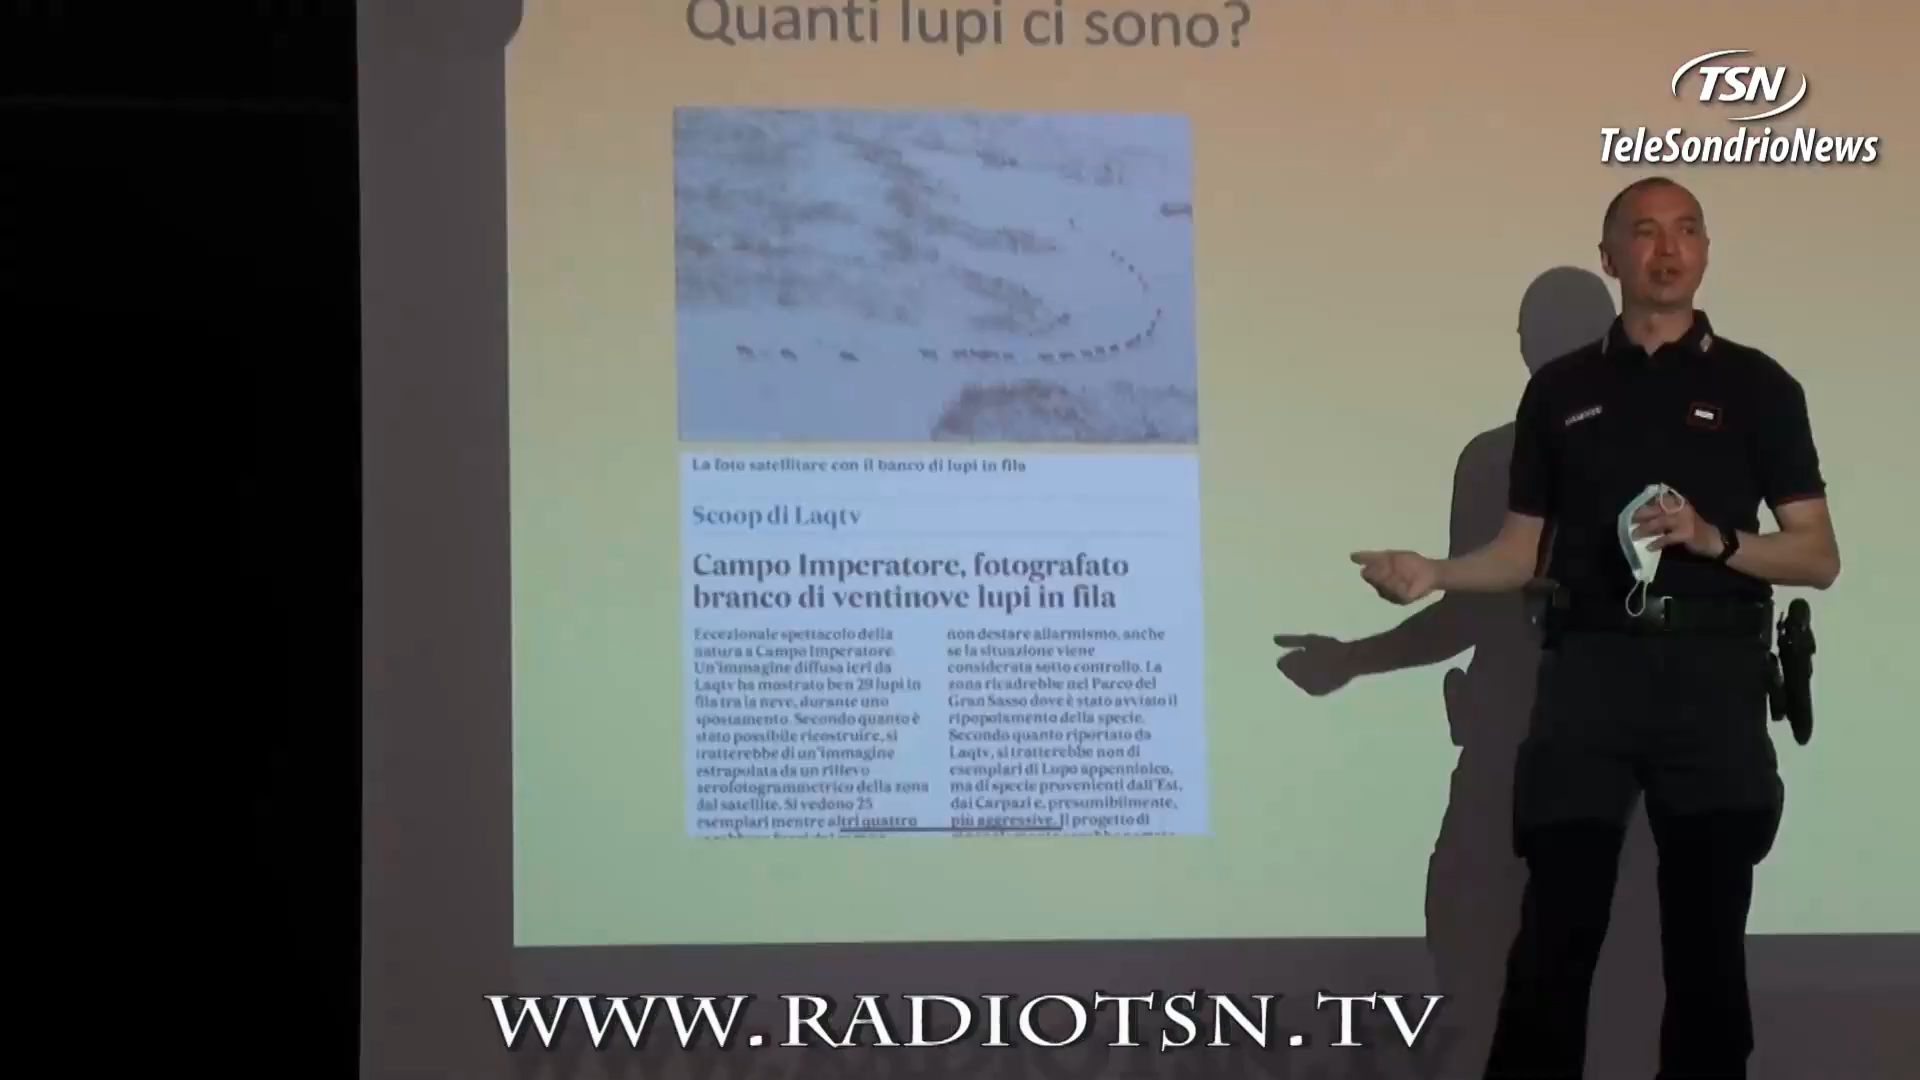 Quanti lupi ci sono?
TSN
TeleSondrioNews
La foto satellitare con il banco di lupi in fila
Scoop di Laqtv
Campo Imperatore, fotografato
branco di ventinove lupi in fila
Eccezionale spettacolo della
natura a Campo Imperatore.
Un'immagine diffusa ieri da
Laqtv ha mostrato ben 29 lupi in
fila tra la neve, durante uno
spostamento. Secondo quanto è
stato possibile ricostruire, si
tratterebbe di un'immagine
estrapolata da un rilievo
aerofotogrammetrico della zona
dal satellite. Si vedono 25
esemplari mentre altri quattro
non destare allarmismo, anche
se la situazione viene
considerata sotto controllo. La
zona ricadrebbe nel Parco del
Gran Sasso dove è stato avviato il
ripopolamento della specie.
Secondo quanto riportato da
Laqtv, si tratterebbe non di
esemplari di Lupo appenninico,
ma di specie provenienti dall'Est,
dai Carpazi e, presumibilmente,
più aggressive. Il progetto di
WWW.RADIOTSN.TV